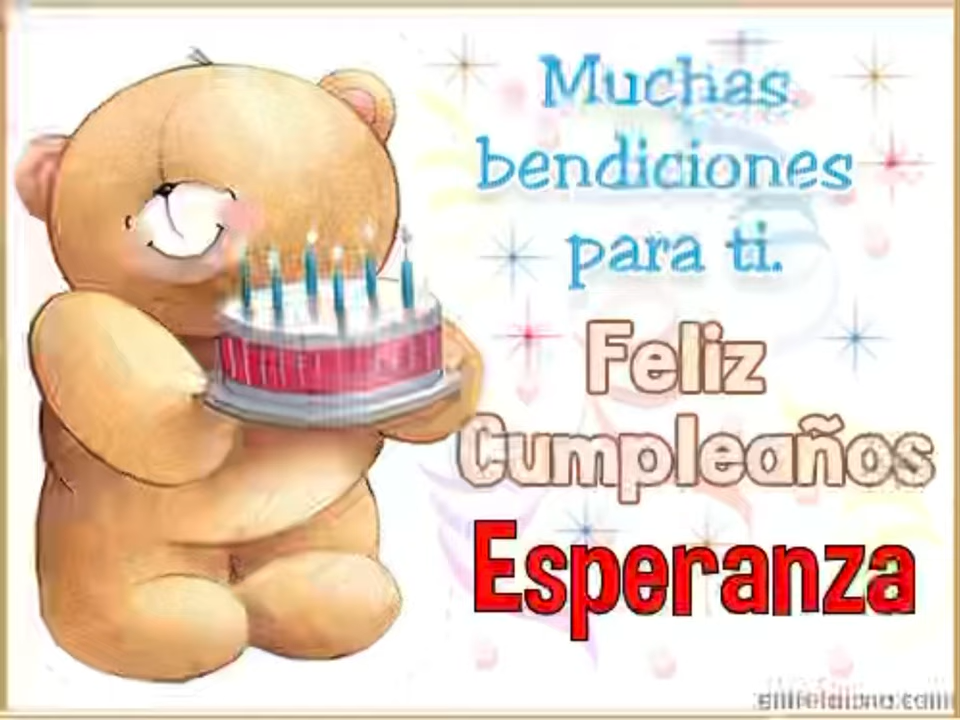 Muchas
bendiciones
para ti.
Feliz
Cumpleaños
Esperanza